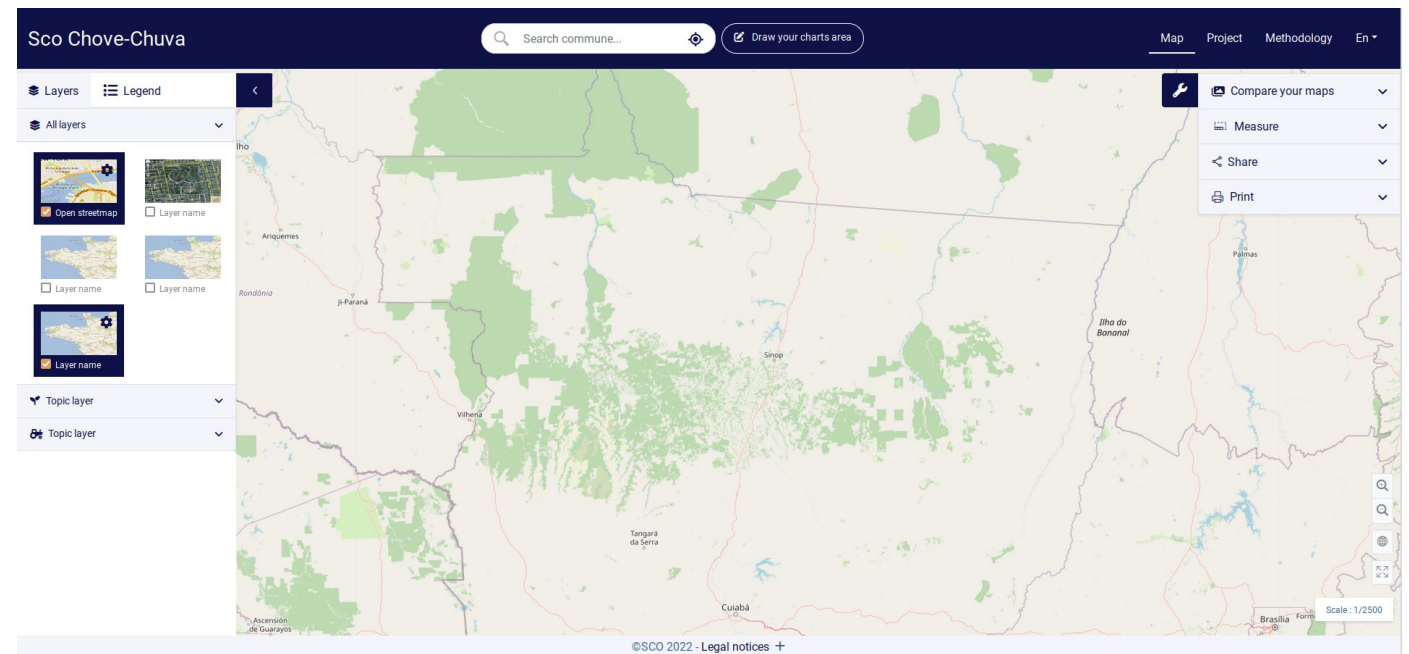 Sco Chove-Chuva
Search commune...
Draw your charts area
Map
Project
Methodology
En
Layers
Legend
All layers
Open streetmap
Layer name
Layer name
Layer name
Layer name
Topic layer
Topic layer
Compare your maps
Measure
Share
Print
lho
Ariquemes
Rondônia
Ji-Paraná
Palmas
Ilha do
Bananal
Sinop
Vilhena
Tangará
da Serra
Cuiabá
Ascensión
de Guarayos
Brasília
Form
Scale : 1/2500
©SCO 2022 - Legal notices +